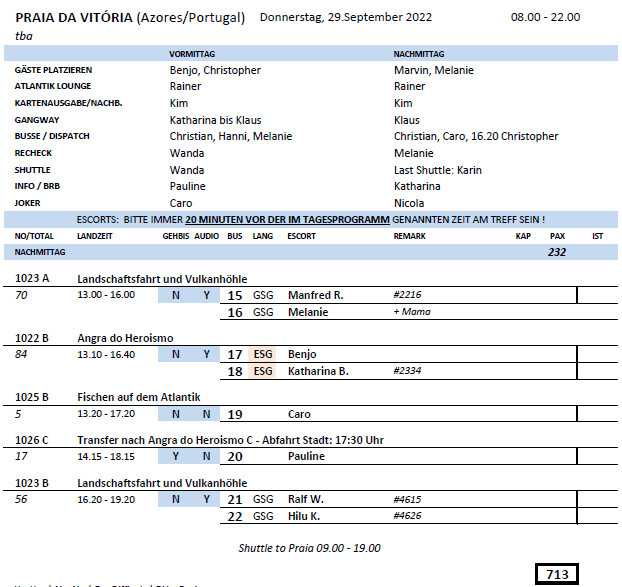 PRAIA DA VITÓRIA (Azores/Portugal) Donnerstag, 29.September 2022 08.00 - 22.00
tba
VORMITTAG NACHMITTAG
GÄSTE PLATZIEREN Benjo, Christopher Marvin, Melanie
ATLANTIK LOUNGE Rainer Rainer
KARTENAUSGABE/NACHB. Kim Kim
GANGWAY Katharina bis Klaus Klaus
BUSSE / DISPATCH Christian, Hanni, Melanie Christian, Caro, 16.20 Christopher
RECHECK Wanda Melanie
SHUTTLE Wanda Last Shuttle: Karin
INFO / BRB Pauline Katharina
JOKER Caro Nicola
ESCORTS: BITTE IMMER 20 MINUTEN VOR DER IM TAGESPROGRAMM GENANNTEN ZEIT AM TREFF SEIN !
NO/TOTAL LANDZEIT GEHBIS AUDIO BUS LANG ESCORT REMARK KAP PAX IST
NACHMITTAG 232
1023 A Landschaftsfahrt und Vulkanhöhle
70 13.00 - 16.00 N Y 15 GSG Manfred R. #2216
16 GSG Melanie + Mama
1022 B Angra do Heroismo
84 13.10 - 16.40 N Y 17 ESG Benjo
18 ESG Katharina B. #2334
1025 B Fischen auf dem Atlantik
5 13.20 - 17.20 N N 19 Caro
1026 C Transfer nach Angra do Heroismo C - Abfahrt Stadt: 17:30 Uhr
17 14.15 - 18.15 Y N 20 Pauline
1023 B Landschaftsfahrt und Vulkanhöhle
56 16.20 - 19.20 N Y 21 GSG Ralf W. #4615
22 GSG Hilu K. #4626
Shuttle to Praia 09.00 - 19.00
713